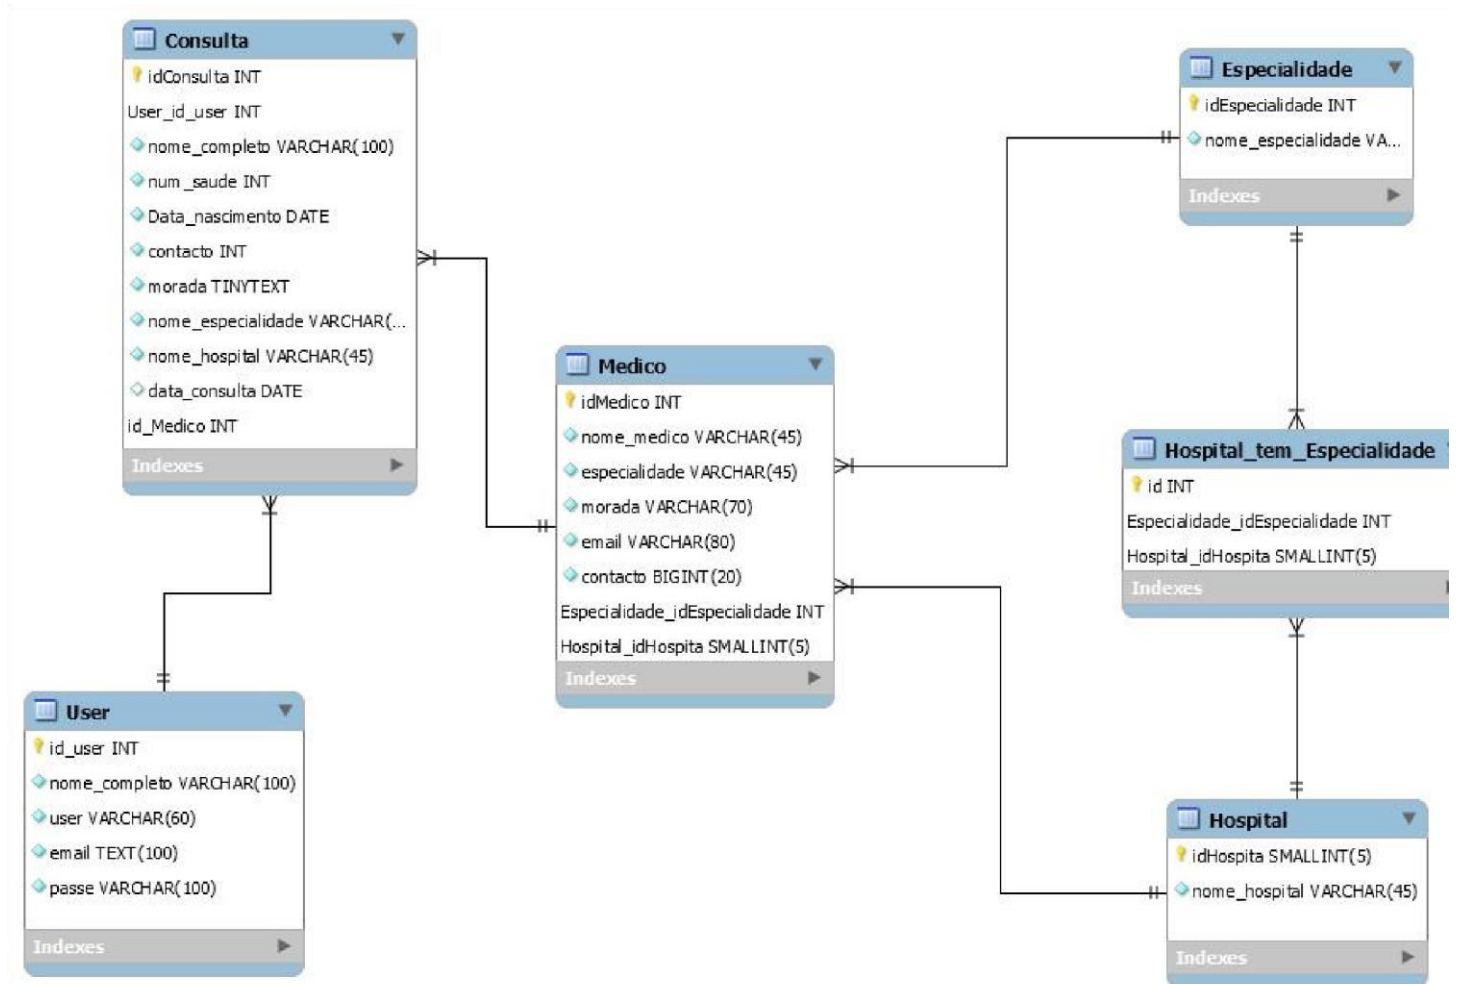 Consulta
idConsulta INT
User_id_user INT
nome_completo VARCHAR(100)
num_saude INT
Data_nascimento DATE
contacto INT
morada TINYTEXT
nome_especialidade VARCHAR(...
nome_hospital VARCHAR(45)
data_consulta DATE
id_Medico INT
Indexes
User
id_user INT
nome_completo VARCHAR(100)
user VARCHAR(60)
email TEXT(100)
passe VARCHAR(100)
Indexes
Medico
idMedico INT
nome_medico VARCHAR(45)
especialidade VARCHAR(45)
morada VARCHAR(70)
email VARCHAR(80)
contacto BIGINT(20)
Especialidade_idEspecialidade INT
Hospital_idHospita SMALLINT(5)
Indexes
Especialidade
idEspecialidade INT
nome_especialidade VA...
Indexes
Hospital_tem_Especialidade
id INT
Especialidade_idEspecialidade INT
Hospital_idHospita SMALLINT(5)
Indexes
Hospital
idHospita SMALLINT(5)
nome_hospital VARCHAR(45)
Indexes